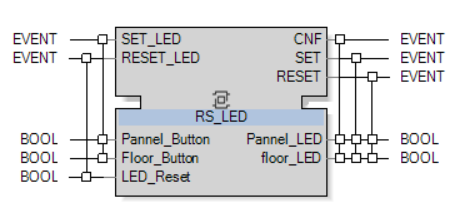 EVENT SET_LED CNF EVENT
EVENT RESET_LED SET EVENT
RESET EVENT
RS_LED
BOOL Pannel_Button Pannel_LED BOOL
BOOL Floor_Button floor_LED BOOL
BOOL LED_Reset